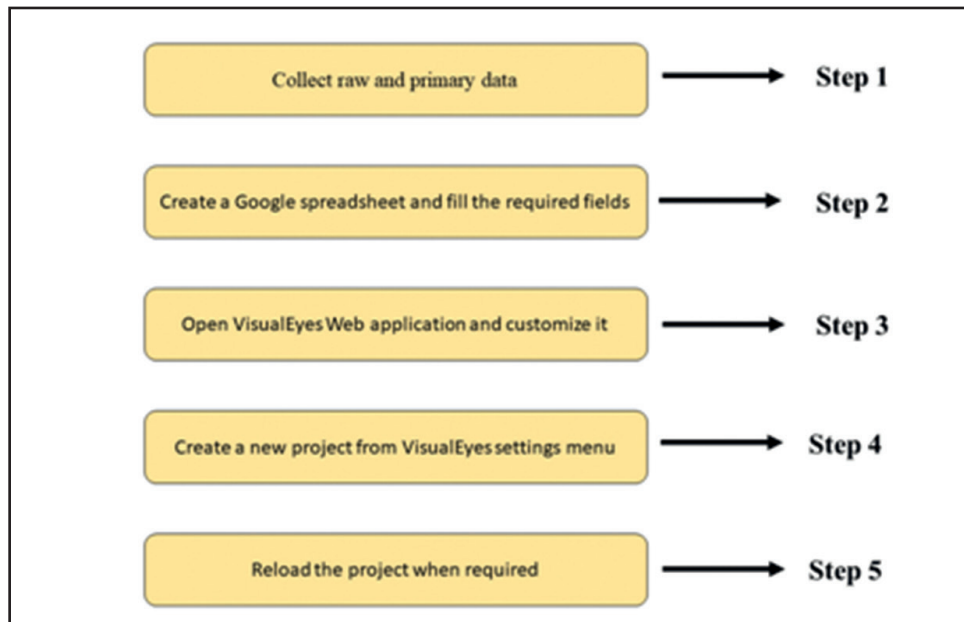 Collect raw and primary data Step 1
Create a Google spreadsheet and fill the required fields Step 2
Open VisualEyes Web application and customize it Step 3
Create a new project from VisualEyes settings menu Step 4
Reload the project when required Step 5